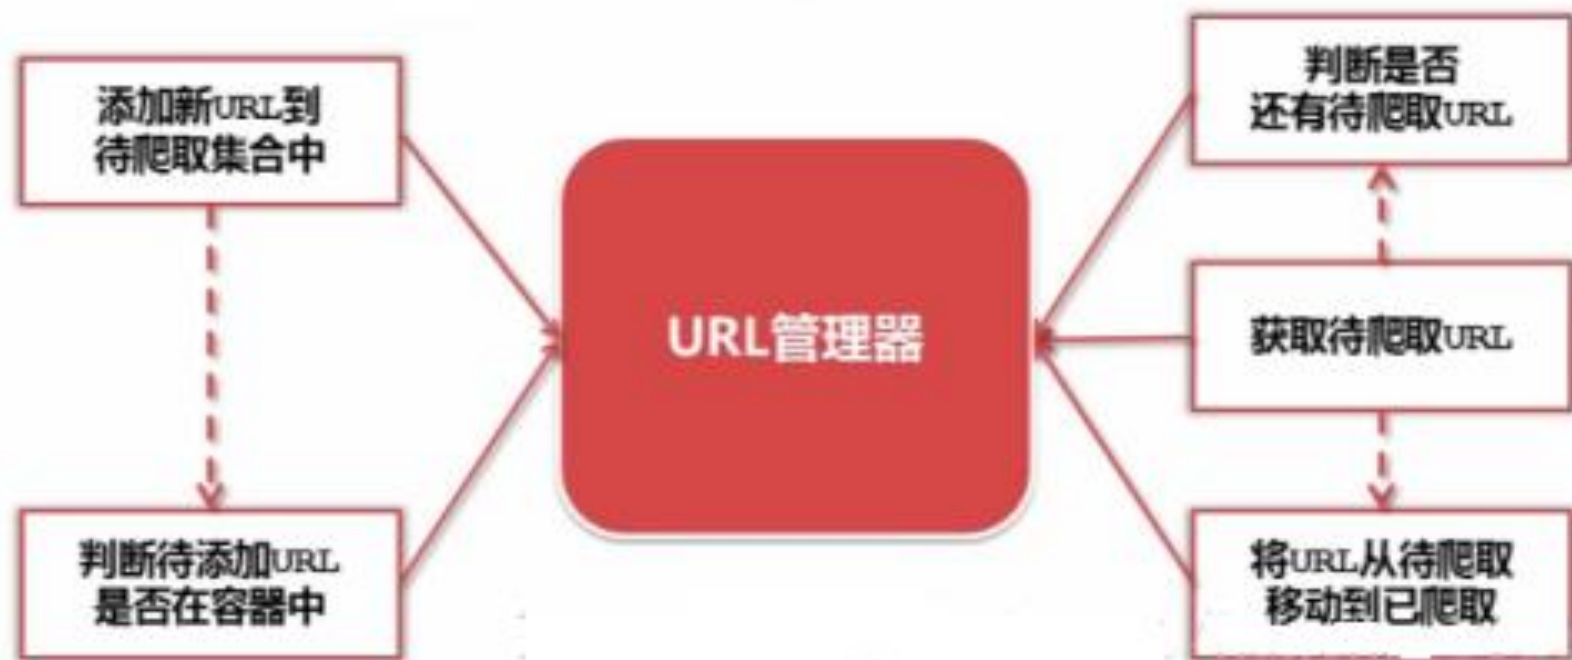 添加新URL到
待爬取集合中
判断待添加URL
是否在容器中
URL管理器
判断是否
还有待爬取URL
获取待爬取URL
将URL从待爬取
移动到已爬取